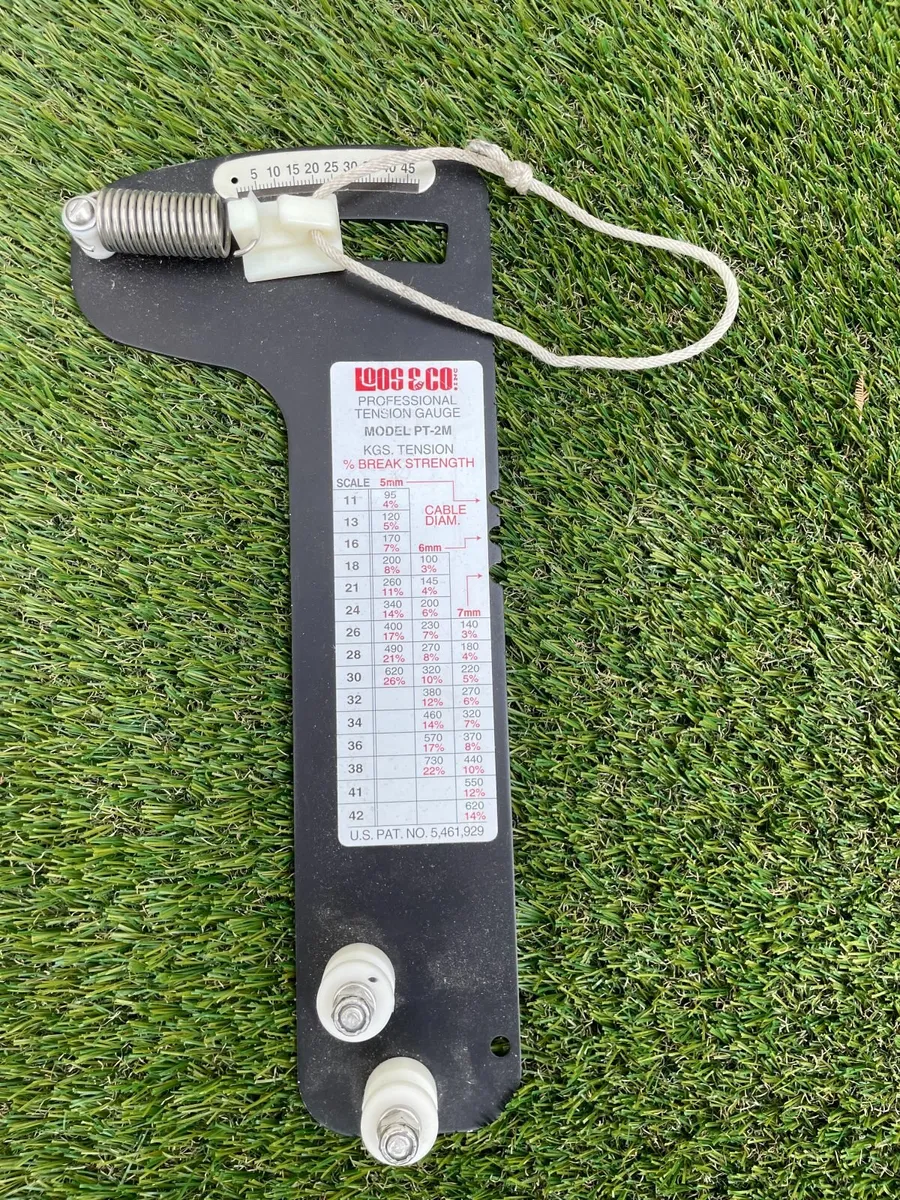 5 10 15 20 25 30 40 45
LOOS & CO. INC
PROFESSIONAL
TENSION GAUGE
MODEL PT-2M
KGS. TENSION
% BREAK STRENGTH
SCALE 5mm
11 95
4%
CABLE
DIAM.
13 120
5%
16 170
7% 6mm
18 200 100
8% 3%
21 260 145
11% 4%
24 340 200
14% 6% 7mm
26 400 230 140
17% 7% 3%
28 490 270 180
21% 8% 4%
30 620 320 220
26% 10% 5%
32 380 270
12% 6%
34 460 320
14% 7%
36 570 370
17% 8%
38 730 440
22% 10%
41 550
12%
42 620
14%
U.S. PAT. NO. 5,461,929